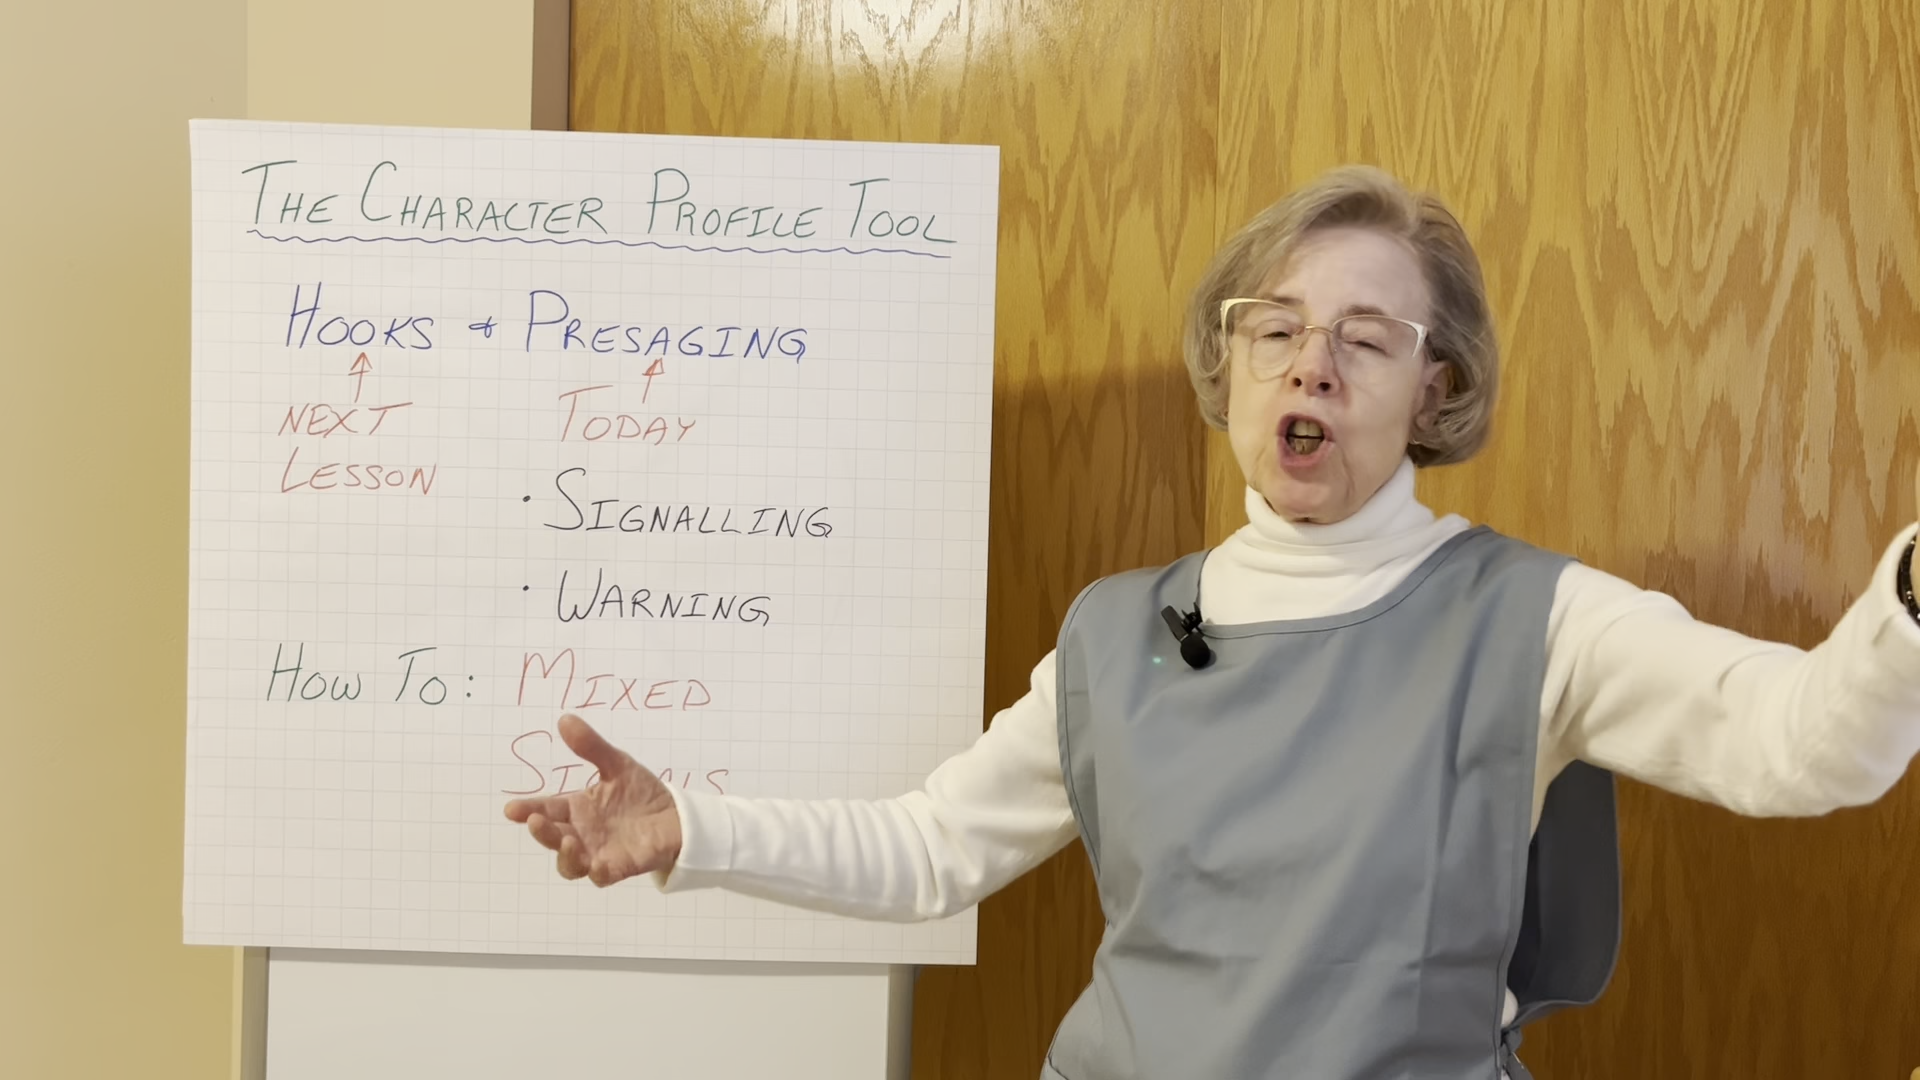 THE CHARACTER PROFILE TOOL
HOOKS & PRESAGING
NEXT LESSON
TODAY
• SIGNALLING
• WARNING
HOW TO: MIXED